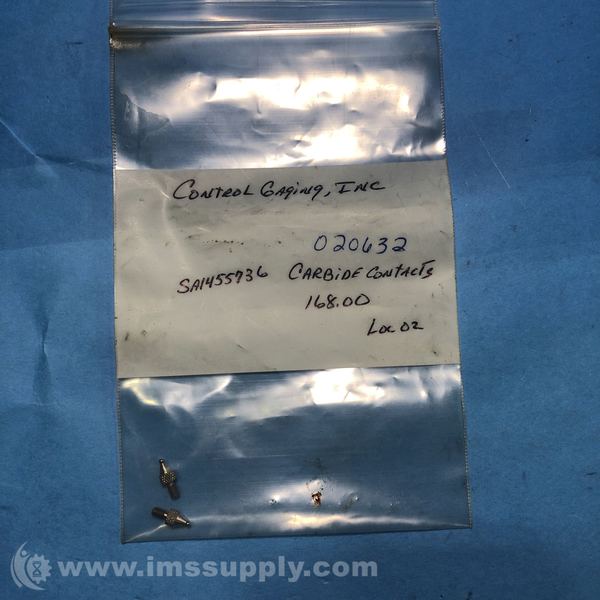 CONTROL GAGING, INC
020632
SA1455736 CARBIDE CONTACTS
168.00
LOC 02
www.imssupply.com